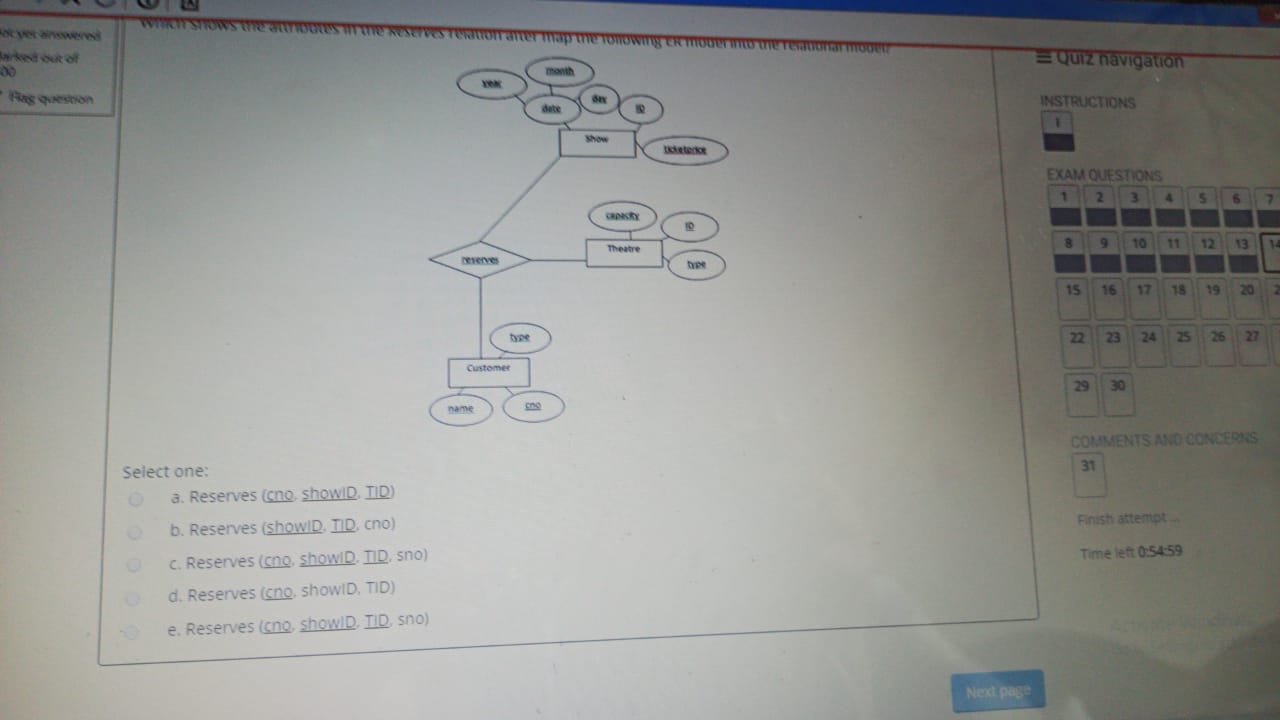 Not yet answered
Marked out of
Flag question
Which shows the attributes in the Reserves relation after map the following ER model into the relational model?
year
month
date
day
ID
Show
ticketprice
capacity
ID
Theatre
type
reserves
type
Customer
name
cno
Select one:
a. Reserves (cno, showID, TID)
b. Reserves (showID, TID, cno)
c. Reserves (cno, showID, TID, sno)
d. Reserves (cno, showID, TID)
e. Reserves (cno, showID, TID, sno)
Next page
Quiz navigation
INSTRUCTIONS
i
EXAM QUESTIONS
1 2 3 4 5 6 7
8 9 10 11 12 13 14
15 16 17 18 19 20 2
22 23 24 25 26 27
29 30
COMMENTS AND CONCERNS
31
Finish attempt ...
Time left 0:54:59
Activate Windows